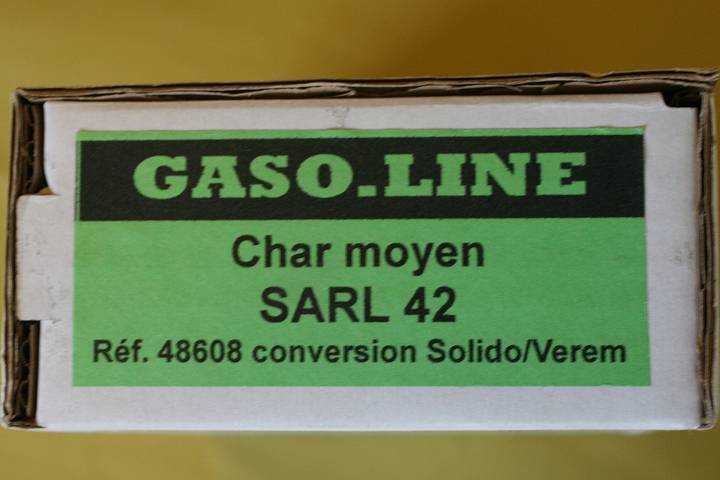 GASO.LINE
Char moyen
SARL 42
Réf. 48608 conversion Solido/Verem